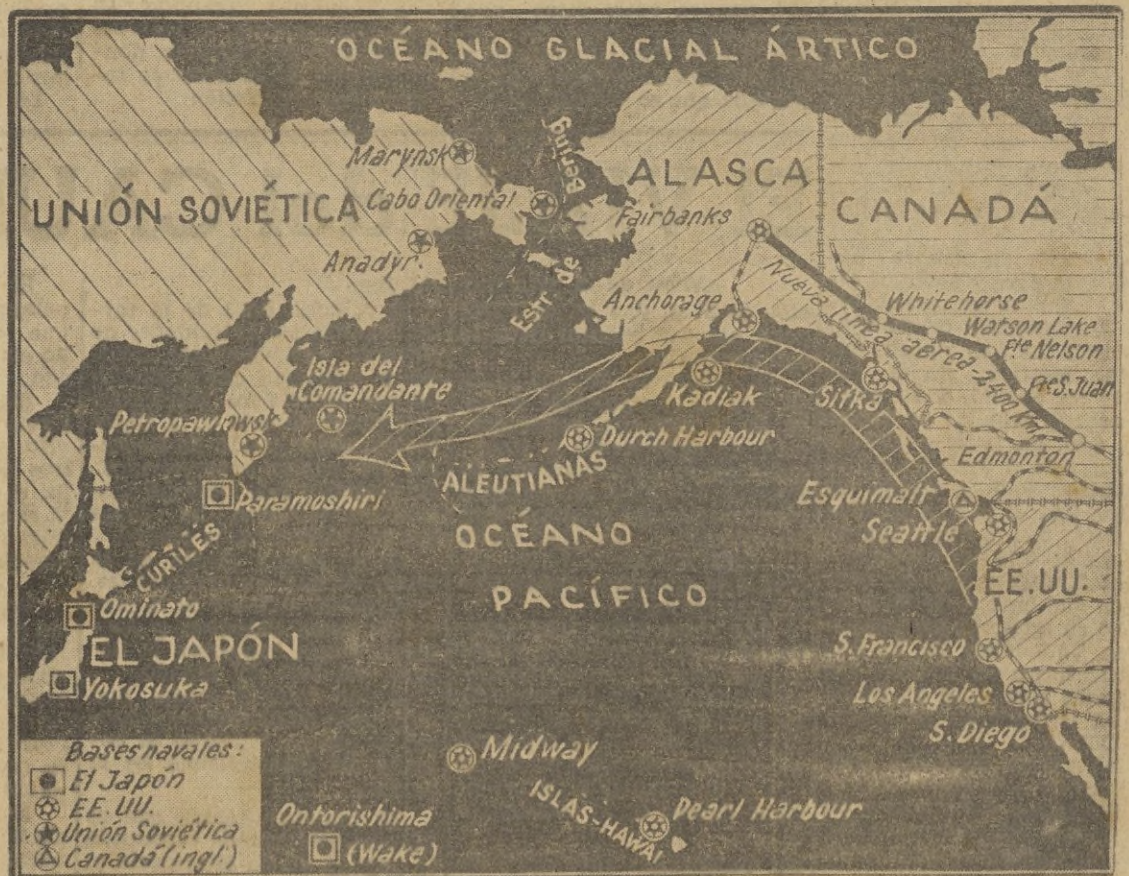 OCÉANO GLACIAL ÁRTICO
Marynsk
Cabo Oriental
UNIÓN SOVIÉTICA
Anadyr.
Estr. de Bering
ALASCA
Fairbanks
CANADÁ
Anchorage
Nueva línea aérea-2400 Km.
Whitehorse
Watson Lake
Fte Nelson
Fte S. Juan
Edmonton
Isla del
Comandante
Petropawlowsk
Kadiak
Sifka
Durch Harbour
ALEUTIANAS
Paramoshiri
CURILES
Esquimalt
Seattle
OCÉANO
PACÍFICO
EE.UU.
Ominato
EL JAPÓN
Yokosuka
S. Francisco
Los Angeles
S. Diego
Midway
ISLAS-HAWAI
Pearl Harbour
Ontorishima
(Wake)
Bases navales:
El Japón
EE.UU.
Unión Soviética
Canadá (ingl.)